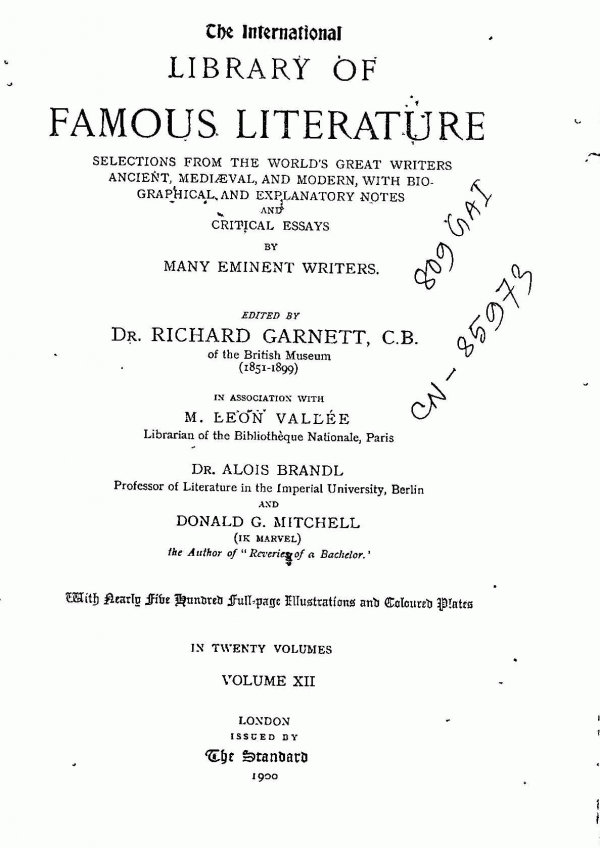 The International
LIBRARY OF
FAMOUS LITERATURE
SELECTIONS FROM THE WORLD'S GREAT WRITERS
ANCIENT, MEDIÆVAL, AND MODERN, WITH BIO-
GRAPHICAL, AND EXPLANATORY NOTES
AND
CRITICAL ESSAYS
BY
MANY EMINENT WRITERS.
809 GAI
CN - 85973
EDITED BY
DR. RICHARD GARNETT, C.B.
of the British Museum
(1851-1899)
IN ASSOCIATION WITH
M. LEON VALLÉE
Librarian of the Bibliothèque Nationale, Paris
DR. ALOIS BRANDL
Professor of Literature in the Imperial University, Berlin
AND
DONALD G. MITCHELL
(IK MARVEL)
the Author of "Reveries of a Bachelor.'
With Nearly Five Hundred Full-page Illustrations and Coloured Plates
IN TWENTY VOLUMES
VOLUME XII
LONDON
ISSUED BY
The Standard
1900